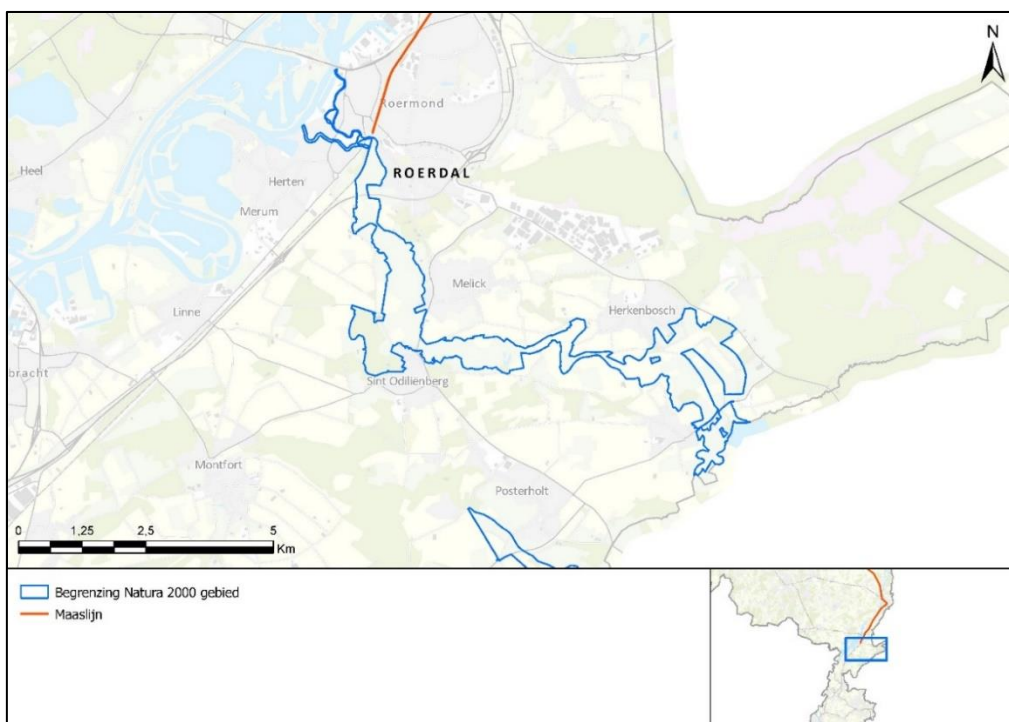 N
Roermond
ROERDAL
Heel
Herten
Merum
Melick
Linne
Herkenbosch
bracht
Sint Odiliënberg
Montfort
Posterholt
0 1,25 2,5 5
Km
Begrenzing Natura 2000 gebied
Maaslijn